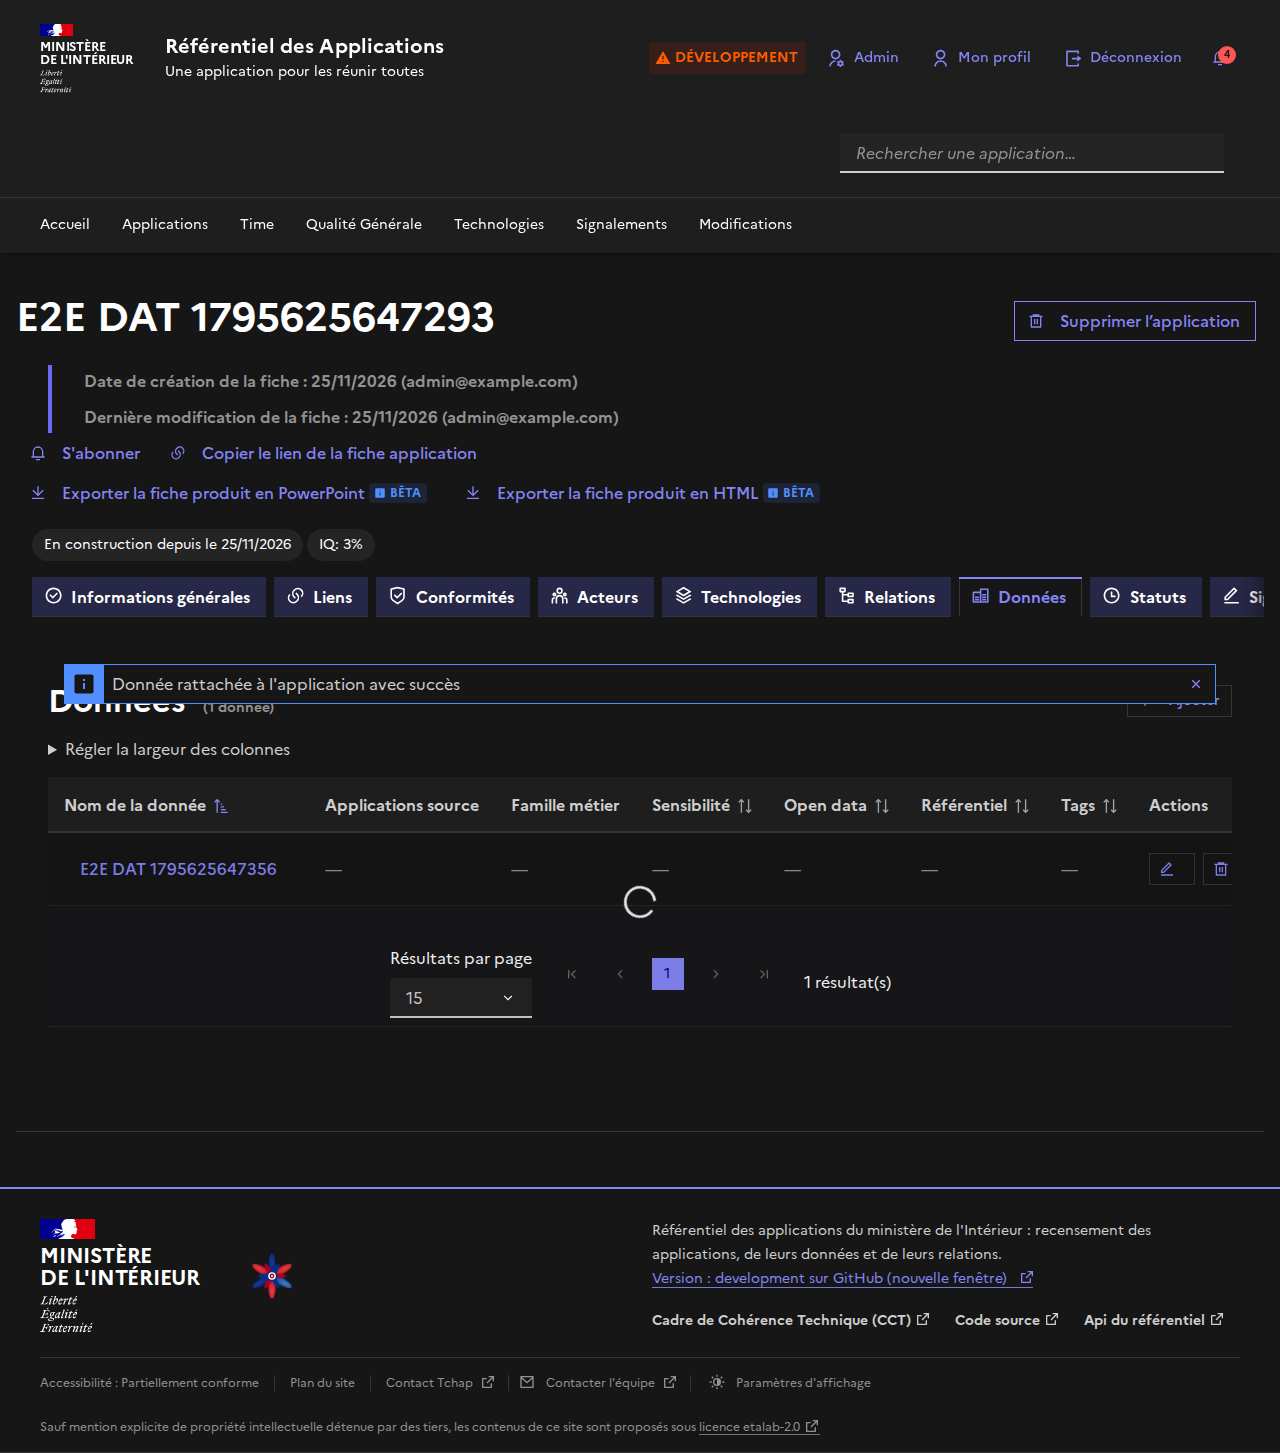 MINISTÈRE
DE L'INTÉRIEUR
Liberté
Égalité
Fraternité
Référentiel des Applications
Une application pour les réunir toutes
DÉVELOPPEMENT
Admin
Mon profil
Déconnexion
4
Rechercher une application…
Accueil
Applications
Time
Qualité Générale
Technologies
Signalements
Modifications
E2E DAT 1795625647293
Supprimer l’application
Date de création de la fiche : 25/11/2026 (admin@example.com)
Dernière modification de la fiche : 25/11/2026 (admin@example.com)
S'abonner
Copier le lien de la fiche application
Exporter la fiche produit en PowerPoint
BÊTA
Exporter la fiche produit en HTML
BÊTA
En construction depuis le 25/11/2026
IQ: 3%
Informations générales
Liens
Conformités
Acteurs
Technologies
Relations
Données
Statuts
Donnée rattachée à l'application avec succès
Données
(1 donnée)
Ajouter
Régler la largeur des colonnes
Nom de la donnée
Applications source
Famille métier
Sensibilité
Open data
Référentiel
Tags
Actions
E2E DAT 1795625647356
—
—
—
—
—
—
Résultats par page
15
1
1 résultat(s)
MINISTÈRE
DE L'INTÉRIEUR
Liberté
Égalité
Fraternité
Référentiel des applications du ministère de l'Intérieur : recensement des
applications, de leurs données et de leurs relations.
Version : development sur GitHub (nouvelle fenêtre)
Cadre de Cohérence Technique (CCT)
Code source
Api du référentiel
Accessibilité : Partiellement conforme
Plan du site
Contact Tchap
Contacter l'équipe
Paramètres d'affichage
Sauf mention explicite de propriété intellectuelle détenue par des tiers, les contenus de ce site sont proposés sous licence etalab-2.0